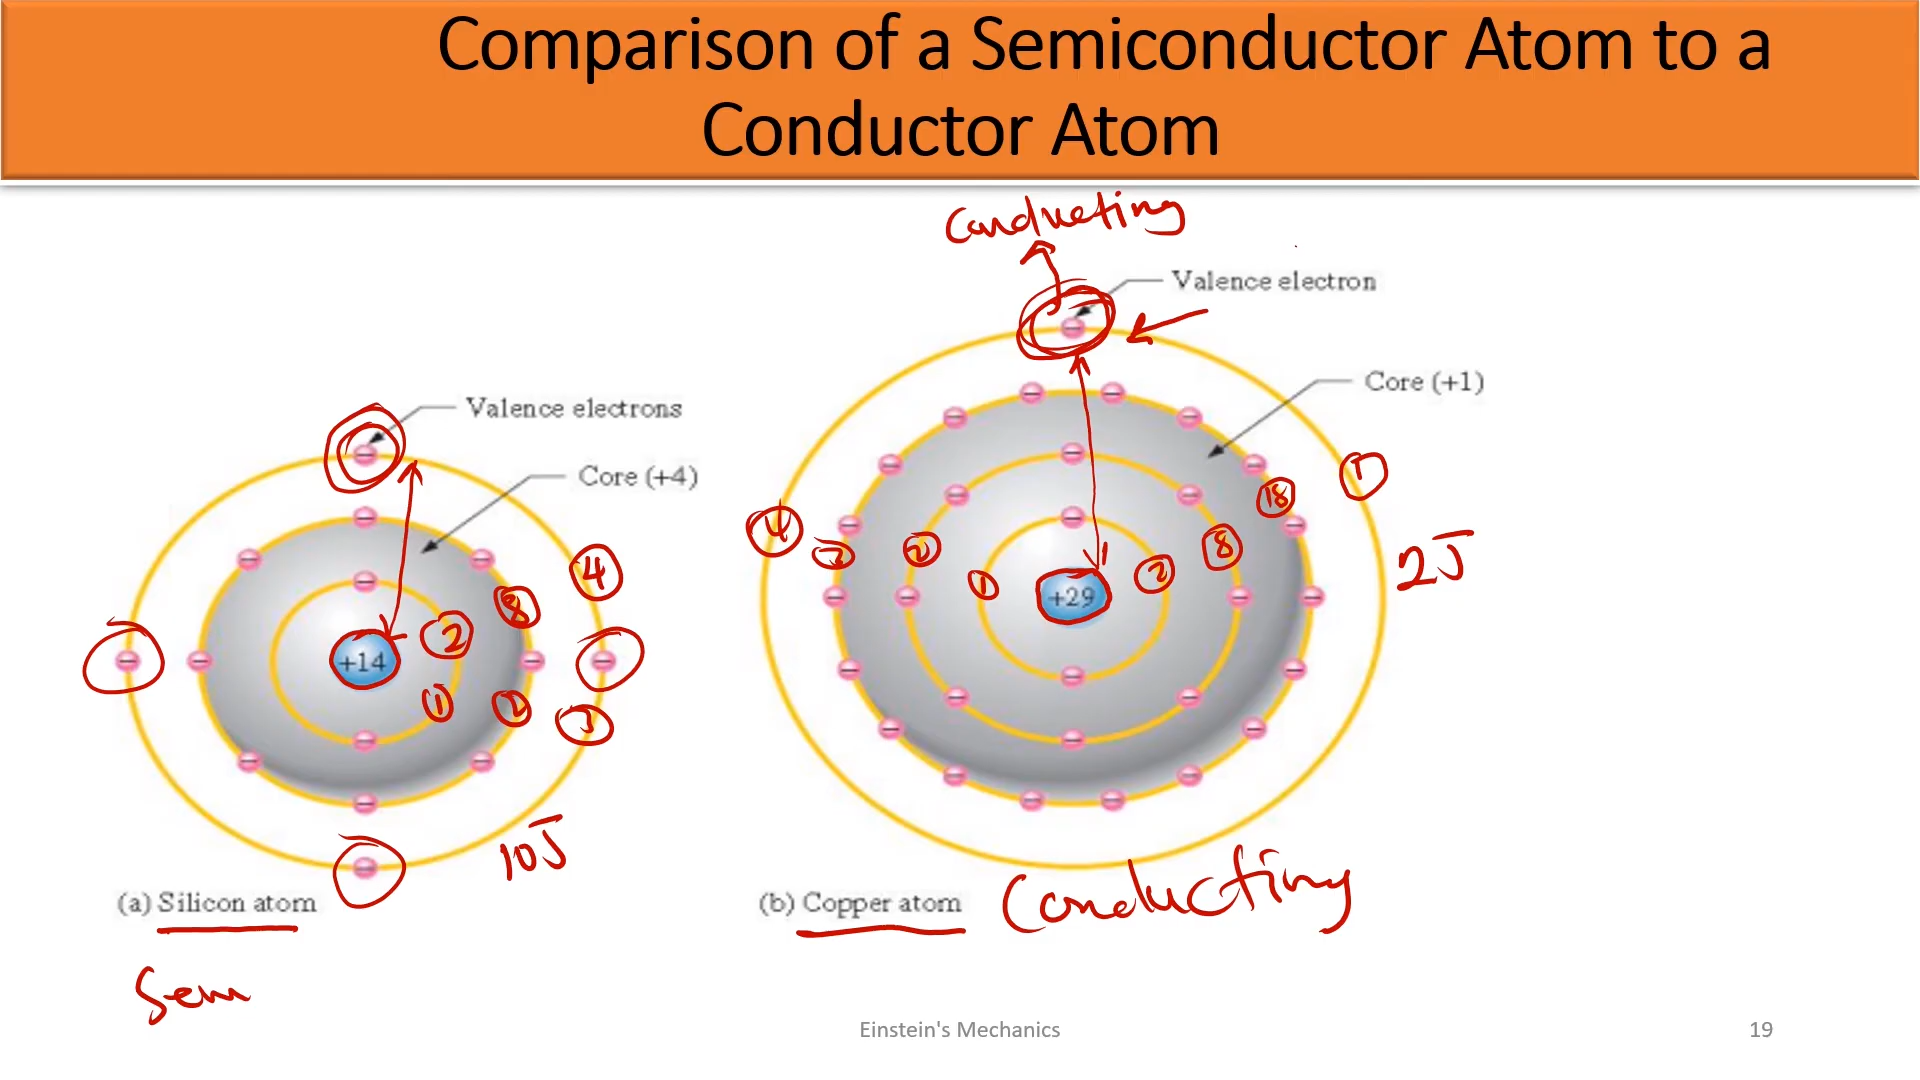 Comparison of a Semiconductor Atom to a
Conductor Atom
Conducting
Valence electron
Core (+1)
Valence electrons
Core (+4)
4
8
2
+14
1
2
3
10J
4
3
2
1
+29
2
8
18
1
2J
(a) Silicon atom
(b) Copper atom
Conducting
Sem
Einstein's Mechanics
19